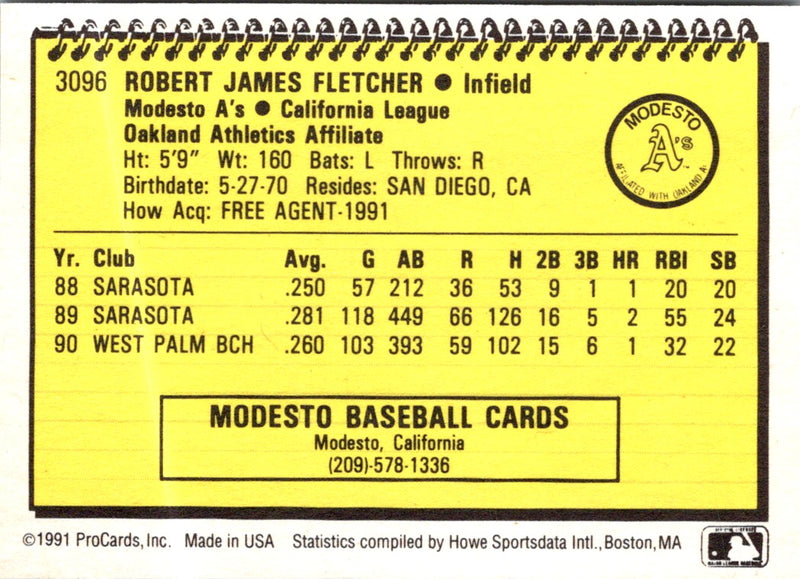 3096 ROBERT JAMES FLETCHER ● Infield
Modesto A's ● California League
Oakland Athletics Affiliate
Ht: 5'9" Wt: 160 Bats: L Throws: R
Birthdate: 5-27-70 Resides: SAN DIEGO, CA
How Acq: FREE AGENT-1991
MODESTO
A's
AFFILIATED WITH OAKLAND A's
Yr. Club Avg. G AB R H 2B 3B HR RBI SB
88 SARASOTA .250 57 212 36 53 9 1 1 20 20
89 SARASOTA .281 118 449 66 126 16 5 2 55 24
90 WEST PALM BCH .260 103 393 59 102 15 6 1 32 22
MODESTO BASEBALL CARDS
Modesto, California
(209)-578-1336
©1991 ProCards, Inc. Made in USA Statistics compiled by Howe Sportsdata Intl., Boston, MA